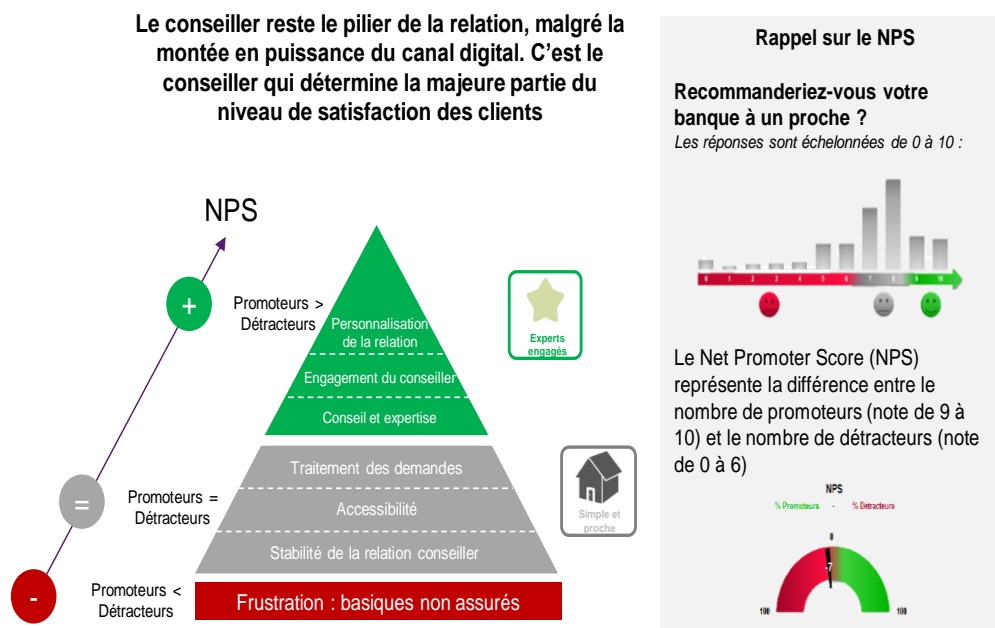 Le conseiller reste le pilier de la relation, malgré la
montée en puissance du canal digital. C’est le
conseiller qui détermine la majeure partie du
niveau de satisfaction des clients
NPS
+
Promoteurs >
Détracteurs
Personnalisation
de la relation
Engagement du conseiller
Conseil et expertise
Experts
engagés
=
Promoteurs =
Détracteurs
Traitement des demandes
Accessibilité
Stabilité de la relation conseiller
Simple et
proche
-
Promoteurs <
Détracteurs
Frustration : basiques non assurés
Rappel sur le NPS
Recommanderiez-vous votre
banque à un proche ?
Les réponses sont échelonnées de 0 à 10 :
0 1 2 3 4 5 6 7 8 9 10
Le Net Promoter Score (NPS)
représente la différence entre le
nombre de promoteurs (note de 9 à
10) et le nombre de détracteurs (note
de 0 à 6)
NPS
% Promoteurs - % Détracteurs
0
-7
100 100